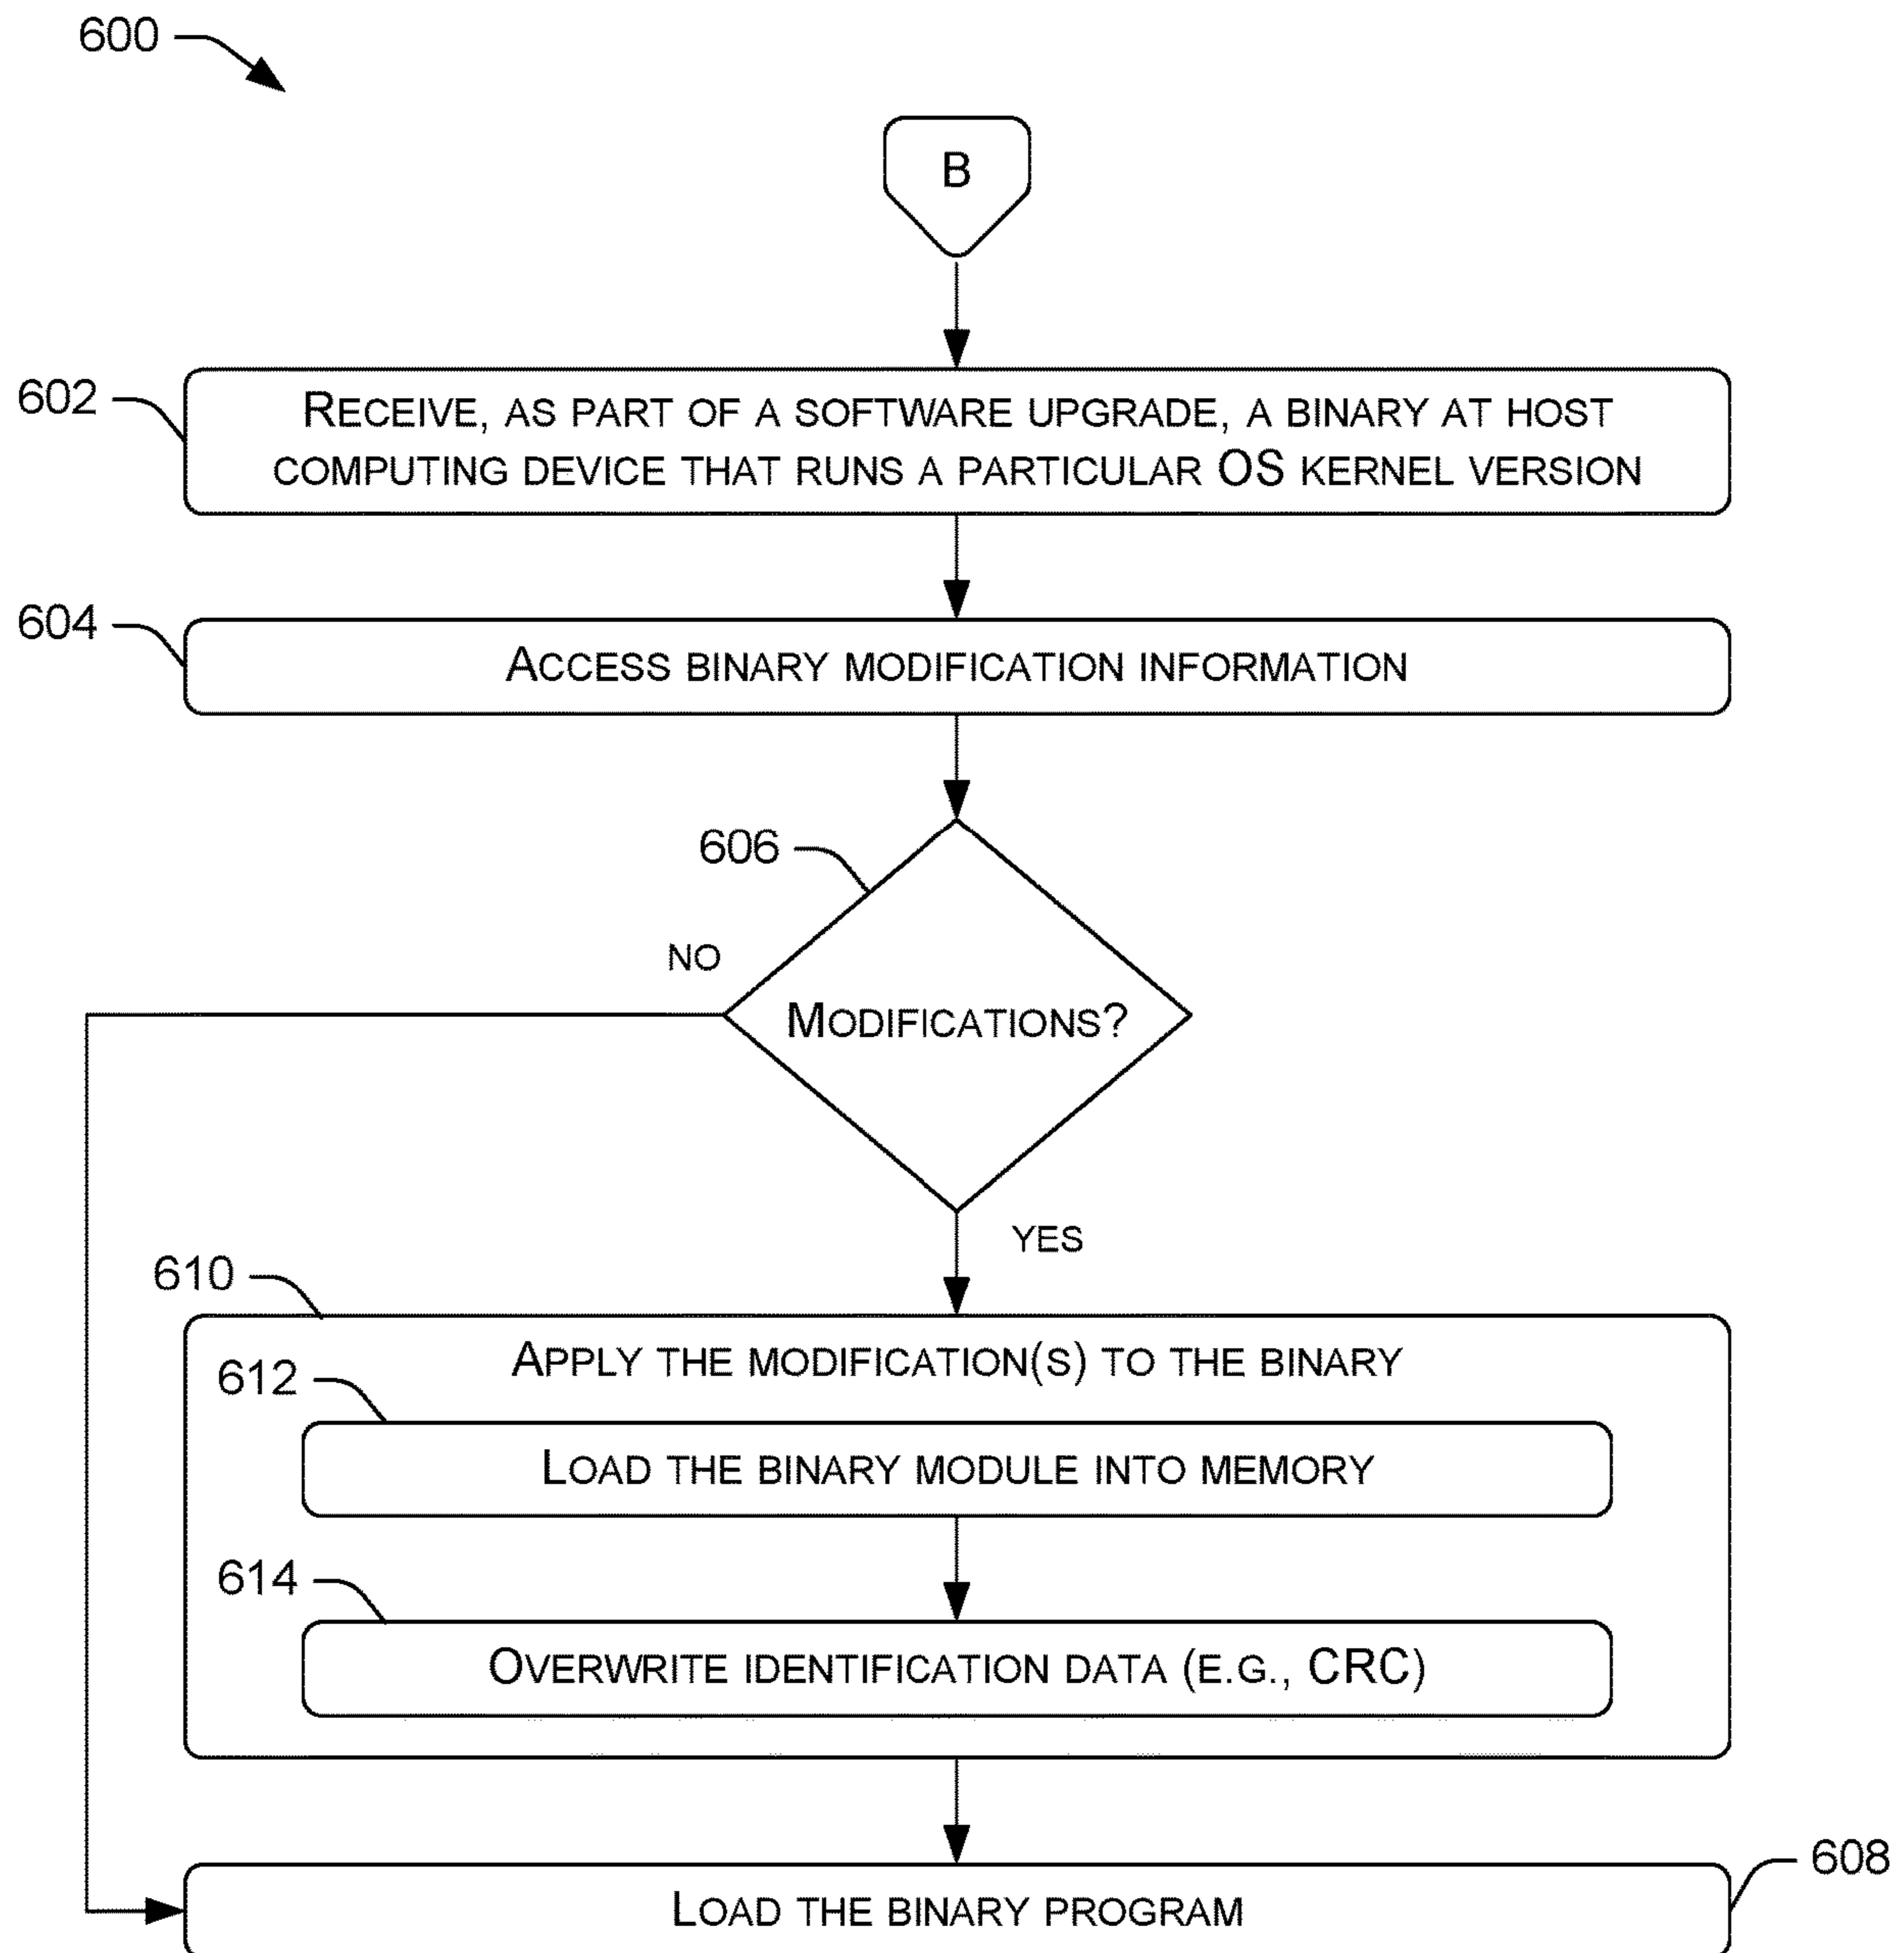 600
B
602
RECEIVE, AS PART OF A SOFTWARE UPGRADE, A BINARY AT HOST
COMPUTING DEVICE THAT RUNS A PARTICULAR OS KERNEL VERSION
604
ACCESS BINARY MODIFICATION INFORMATION
606
NO
MODIFICATIONS?
YES
610
APPLY THE MODIFICATION(S) TO THE BINARY
612
LOAD THE BINARY MODULE INTO MEMORY
614
OVERWRITE IDENTIFICATION DATA (E.G., CRC)
608
LOAD THE BINARY PROGRAM